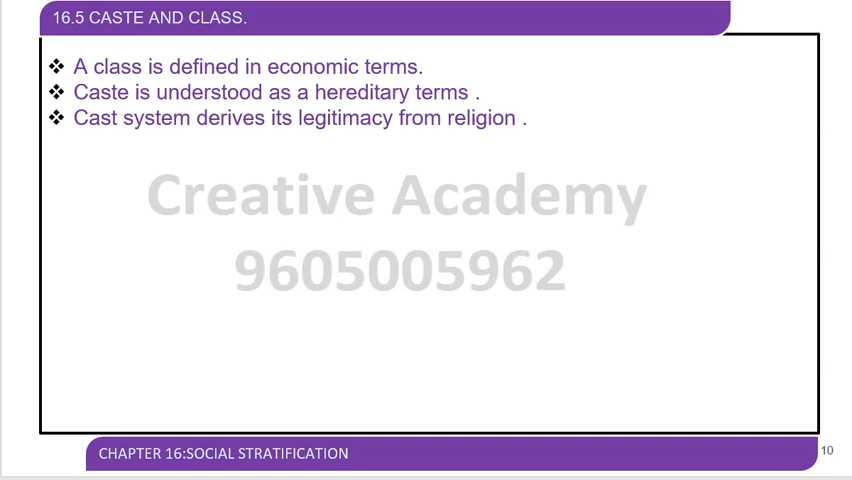 16.5 CASTE AND CLASS.
❖ A class is defined in economic terms.
❖ Caste is understood as a hereditary terms .
❖ Cast system derives its legitimacy from religion .
Creative Academy
9605005962
CHAPTER 16:SOCIAL STRATIFICATION
10